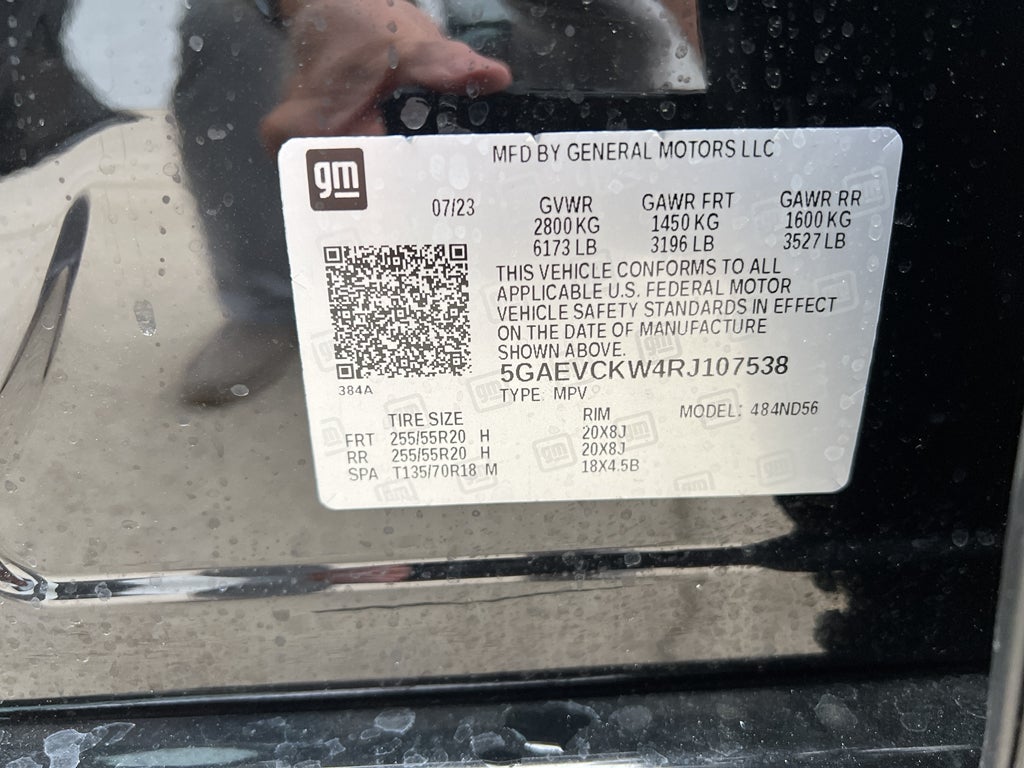 gm
MFD BY GENERAL MOTORS LLC
07/23
GVWR GAWR FRT GAWR RR
2800 KG 1450 KG 1600 KG
6173 LB 3196 LB 3527 LB
THIS VEHICLE CONFORMS TO ALL
APPLICABLE U.S. FEDERAL MOTOR
VEHICLE SAFETY STANDARDS IN EFFECT
ON THE DATE OF MANUFACTURE
SHOWN ABOVE.
5GAEVCKW4RJ107538
384A
TYPE: MPV
TIRE SIZE RIM MODEL: 484ND56
FRT 255/55R20 H 20X8J
RR 255/55R20 H 20X8J
SPA T135/70R18 M 18X4.5B